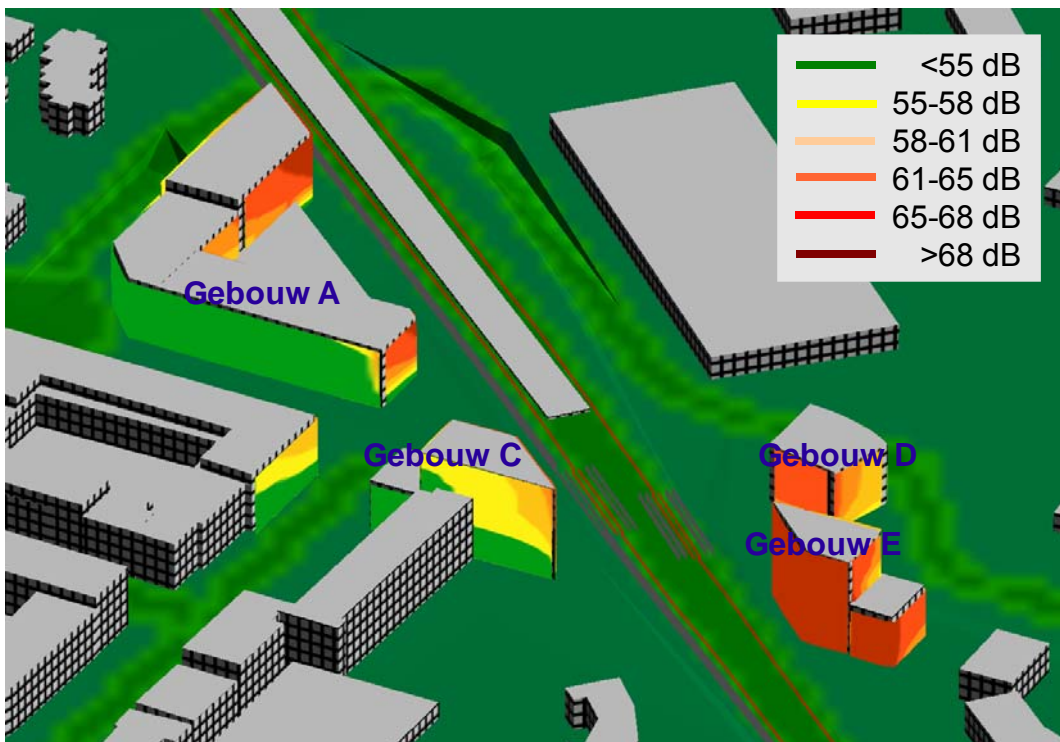 <55 dB
55-58 dB
58-61 dB
61-65 dB
65-68 dB
>68 dB
Gebouw A
Gebouw C
Gebouw D
Gebouw E